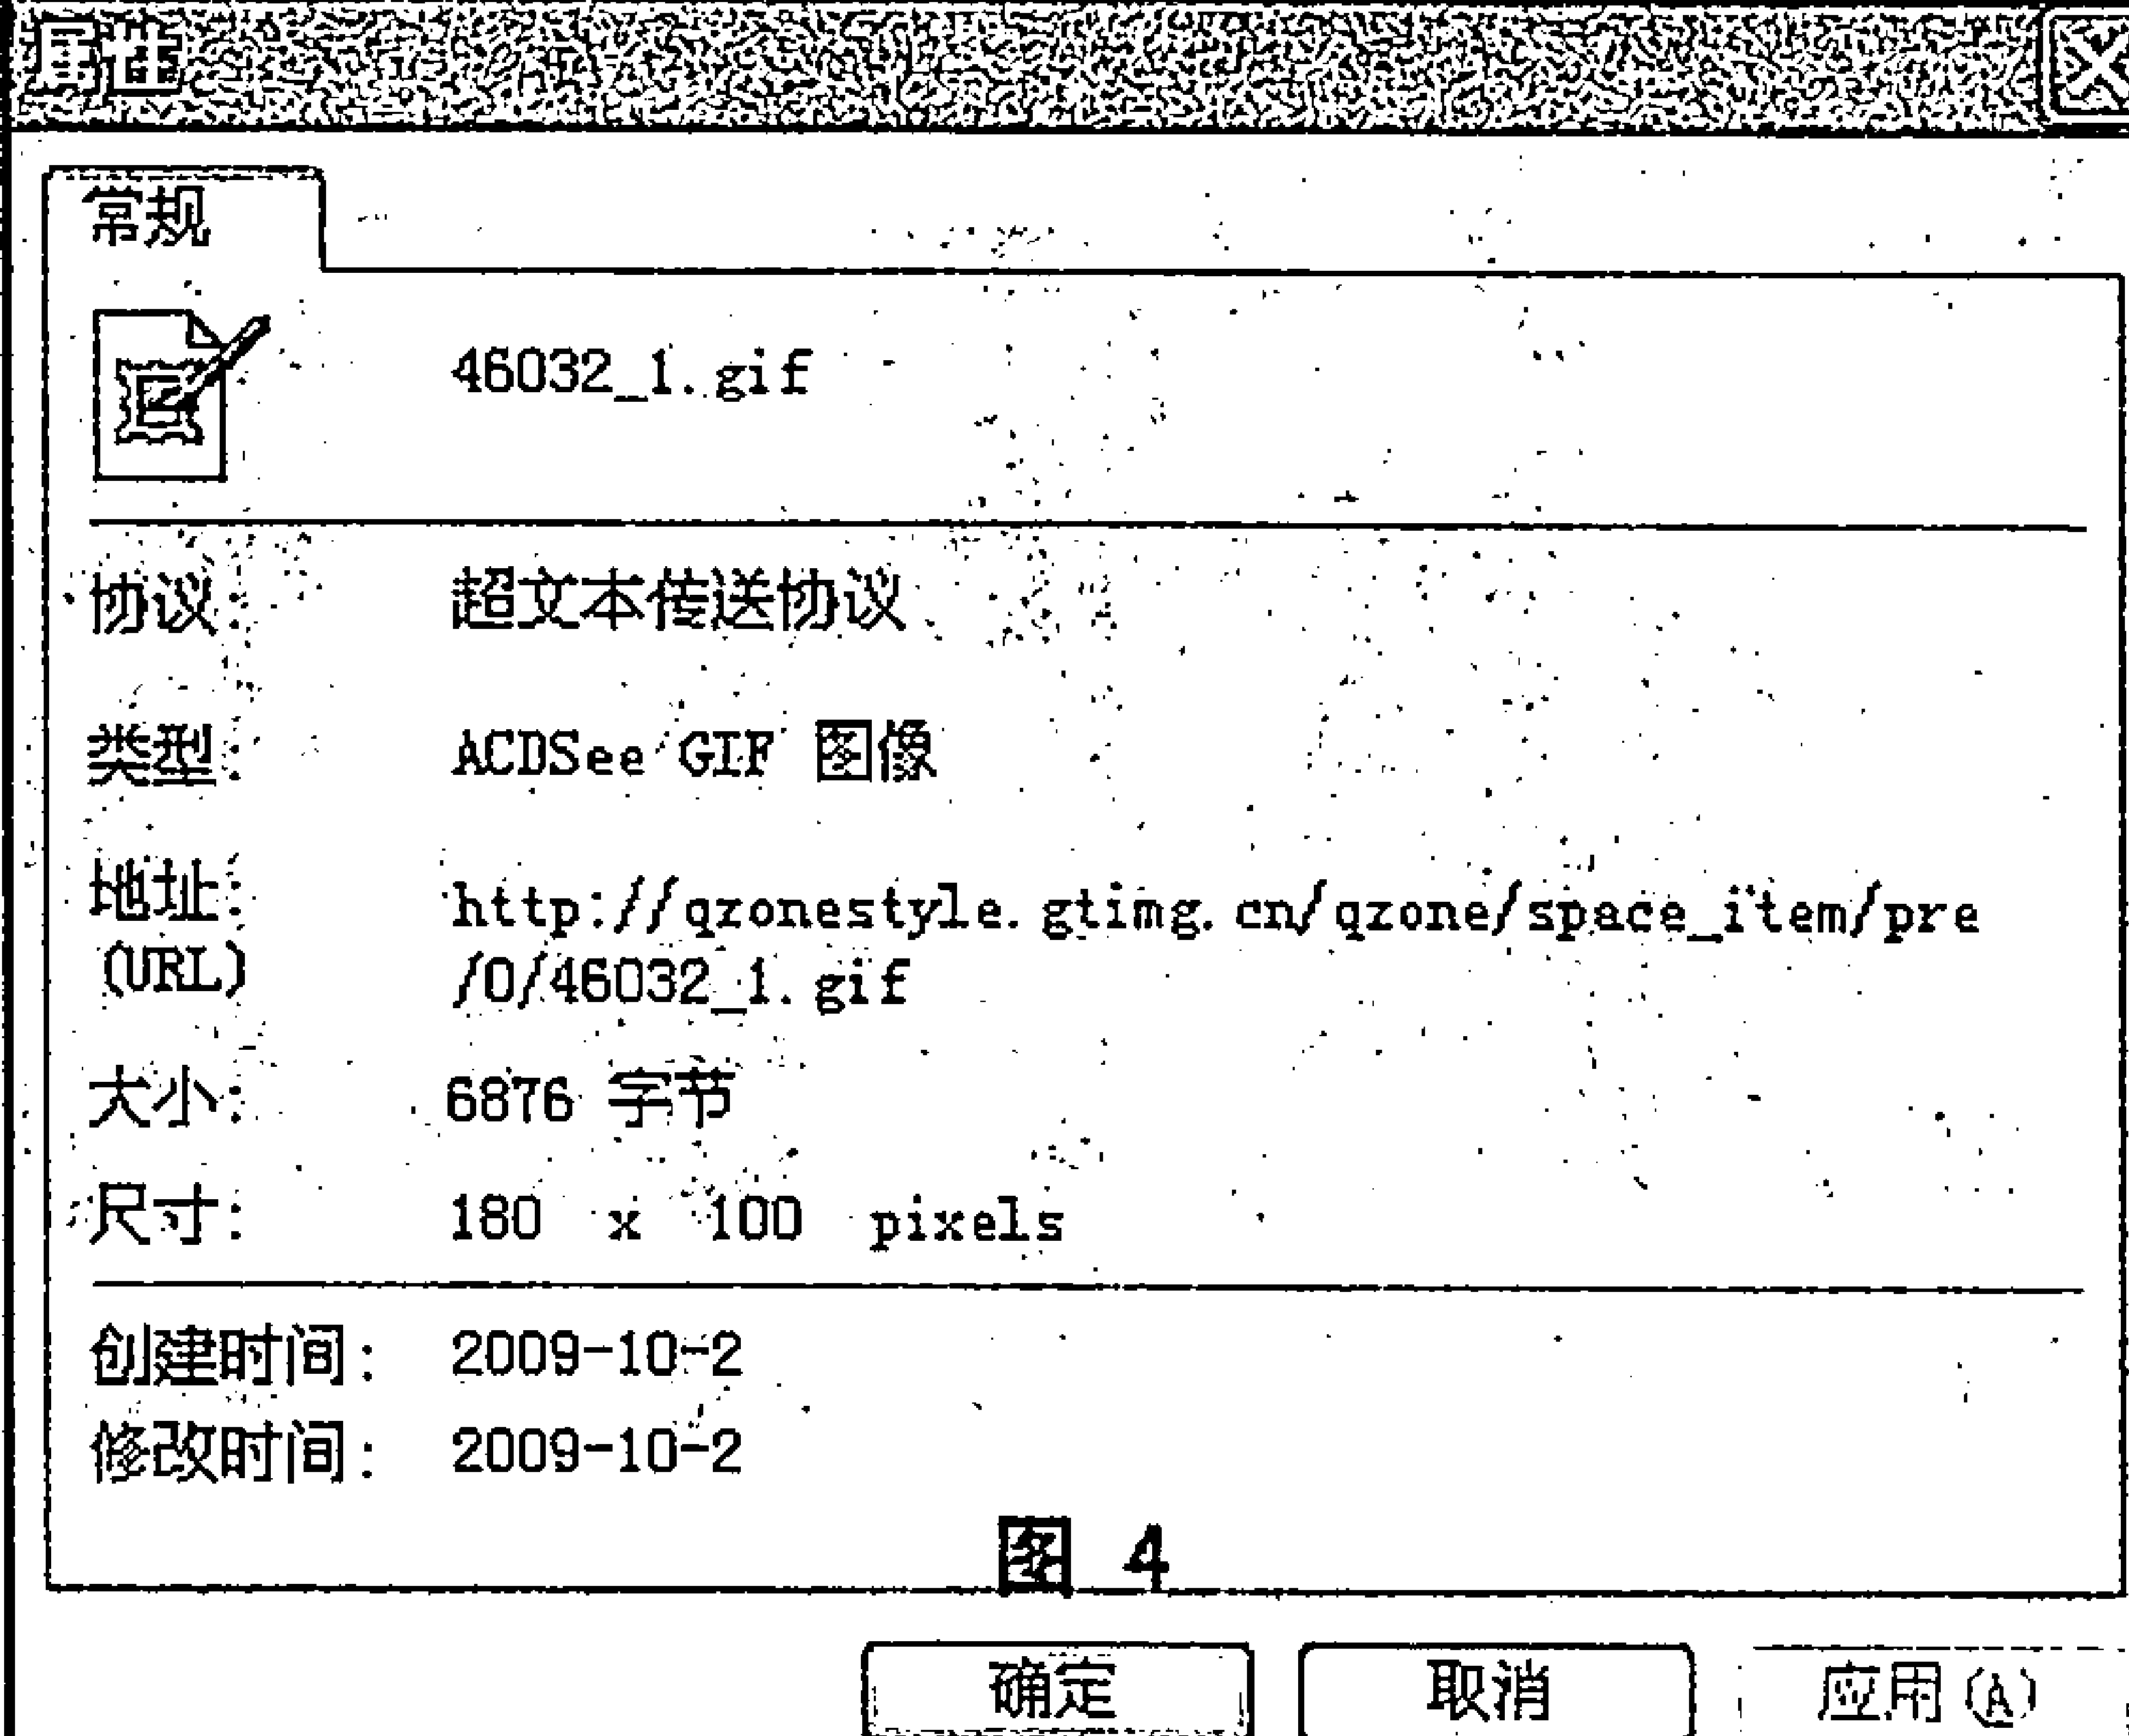 属性
常规
46032_1.gif
协议: 超文本传送协议
类型: ACDSee GIF 图像
地址: http://qzonestyle.gtimg.cn/qzone/space_item/pre
(URL) /0/46032_1.gif
大小: 6876 字节
尺寸: 180 x 100 pixels
创建时间: 2009-10-2
修改时间: 2009-10-2
图 4
确定 取消 应用(A)